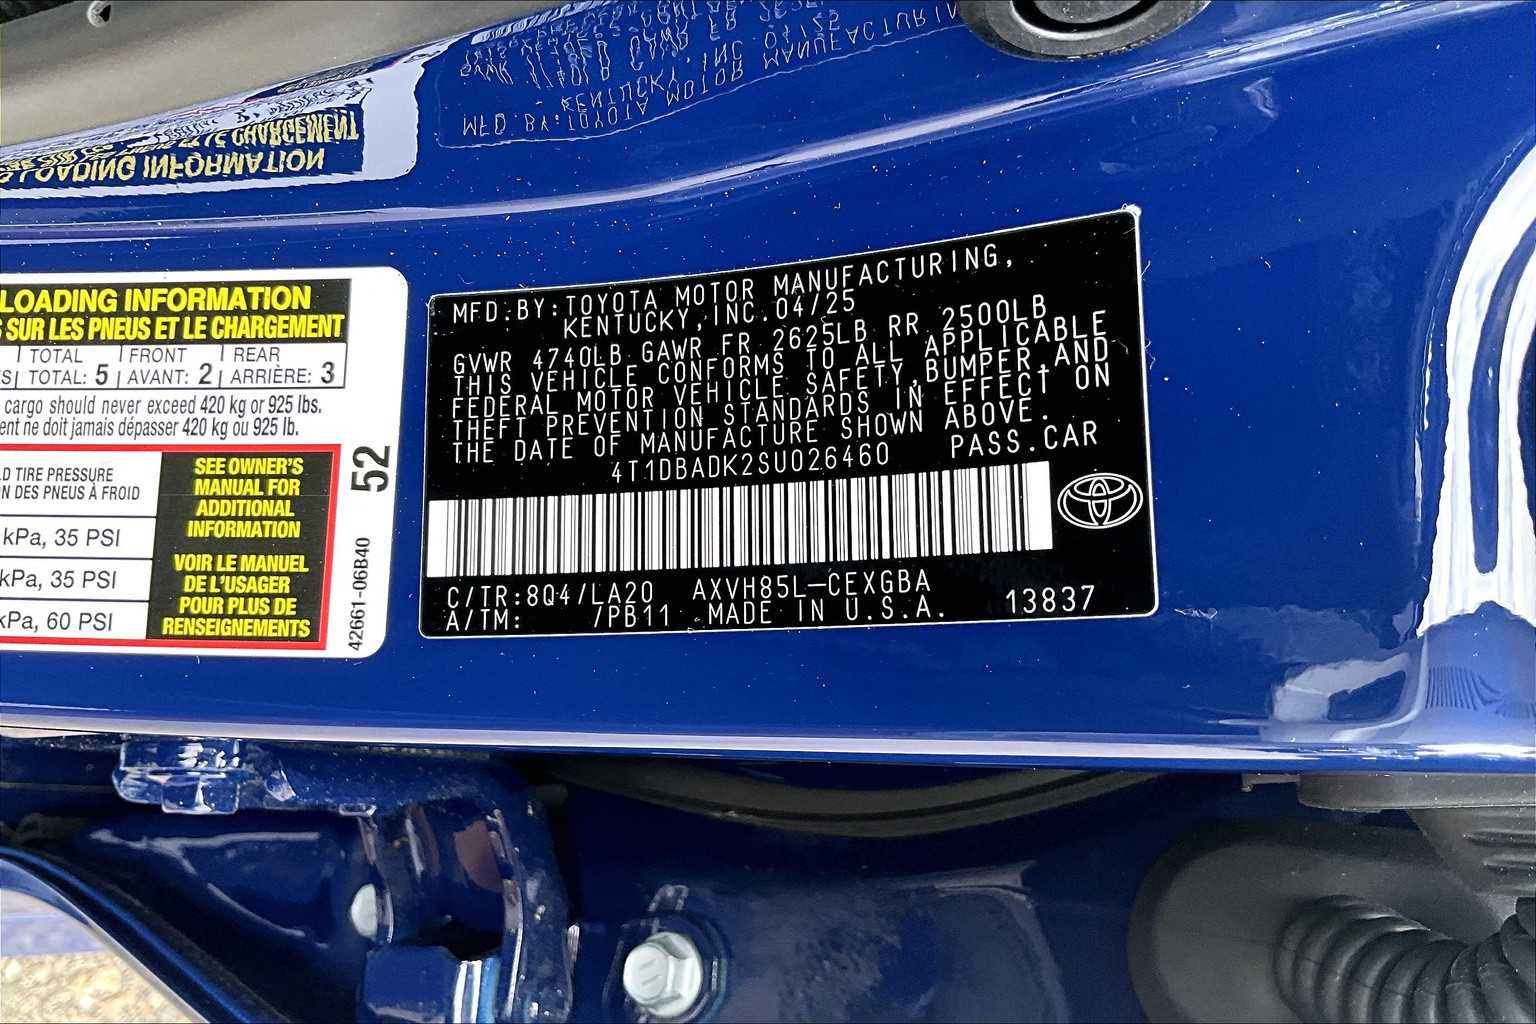 LOADING INFORMATION
SUR LES PNEUS ET LE CHARGEMENT
TOTAL FRONT REAR
TOTAL: 5 AVANT: 2 ARRIÈRE: 3
cargo should never exceed 420 kg or 925 lbs.
ne doit jamais dépasser 420 kg ou 925 lb.
TIRE PRESSURE
DES PNEUS À FROID
kPa, 35 PSI
kPa, 35 PSI
kPa, 60 PSI
SEE OWNER'S
MANUAL FOR
ADDITIONAL
INFORMATION
VOIR LE MANUEL
DE L'USAGER
POUR PLUS DE
RENSEIGNEMENTS
52
42661-06B40
MFD.BY:TOYOTA MOTOR MANUFACTURING,
KENTUCKY,INC.04/25
GVWR 4740LB GAWR FR 2625LB RR 2500LB
THIS VEHICLE CONFORMS TO ALL APPLICABLE
FEDERAL MOTOR VEHICLE SAFETY,BUMPER,AND
THEFT PREVENTION STANDARDS IN EFFECT ON
THE DATE OF MANUFACTURE SHOWN ABOVE.
4T1DBADK2SU026460 PASS.CAR
C/TR:8Q4/LA20 AXVH85L-CEXGBA
A/TM: /PB11 MADE IN U.S.A. 13837